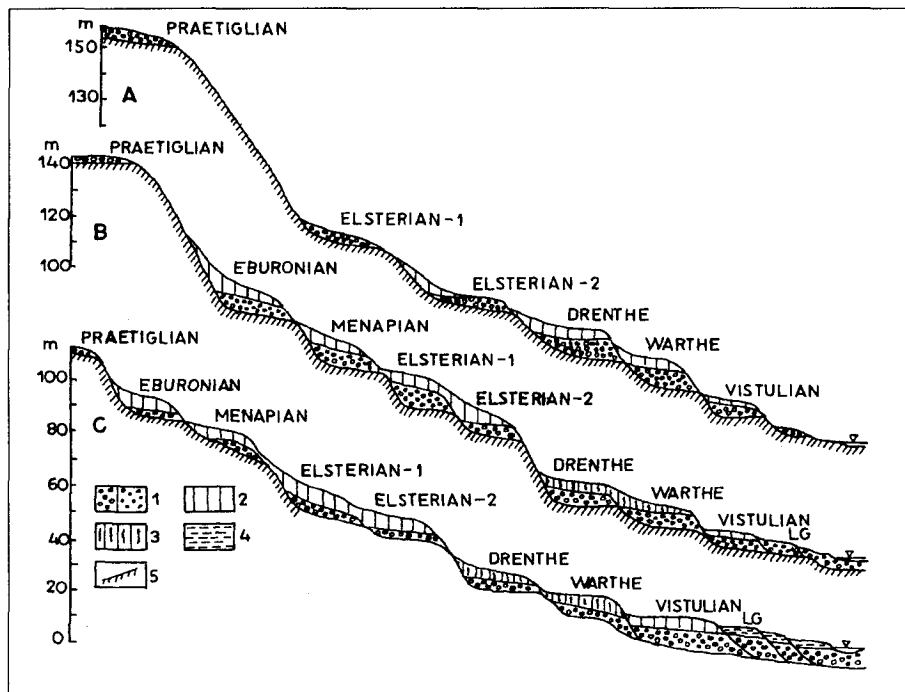 m
PRAETIGLIAN
150
130
A
ELSTERIAN-1
ELSTERIAN-2
DRENTHE
WARTHE
VISTULIAN
m
PRAETIGLIAN
140
B
120
100
EBURONIAN
MENAPIAN
ELSTERIAN-1
ELSTERIAN-2
DRENTHE
WARTHE
VISTULIAN
LG
m
PRAETIGLIAN
100
EBURONIAN
C
MENAPIAN
80
ELSTERIAN-1
ELSTERIAN-2
60
DRENTHE
40
WARTHE
20
VISTULIAN
LG
0
1
2
3
4
5